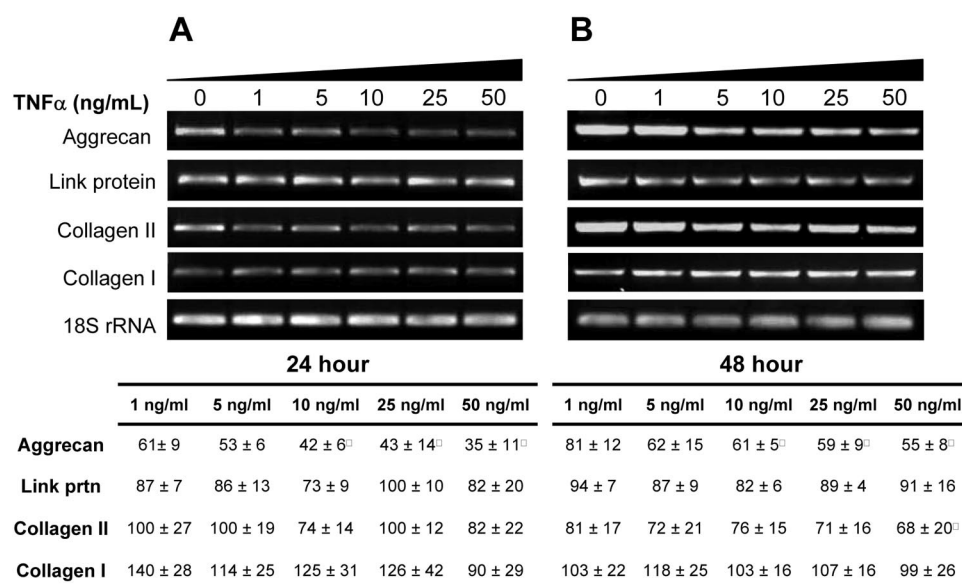 A B
TNFα (ng/mL) 0 1 5 10 25 50 0 1 5 10 25 50
Aggrecan
Link protein
Collagen II
Collagen I
18S rRNA
24 hour 48 hour
1 ng/ml 5 ng/ml 10 ng/ml 25 ng/ml 50 ng/ml 1 ng/ml 5 ng/ml 10 ng/ml 25 ng/ml 50 ng/ml
Aggrecan 61± 9 53 ± 6 42 ± 6□ 43 ± 14□ 35 ± 11□ 81 ± 12 62 ± 15 61 ± 5□ 59 ± 9□ 55 ± 8□
Link prtn 87 ± 7 86 ± 13 73 ± 9 100 ± 10 82 ± 20 94 ± 7 87 ± 9 82 ± 6 89 ± 4 91 ± 16
Collagen II 100 ± 27 100 ± 19 74 ± 14 100 ± 12 82 ± 22 81 ± 17 72 ± 21 76 ± 15 71 ± 16 68 ± 20□
Collagen I 140 ± 28 114 ± 25 125 ± 31 126 ± 42 90 ± 29 103 ± 22 118 ± 25 103 ± 16 107 ± 16 99 ± 26